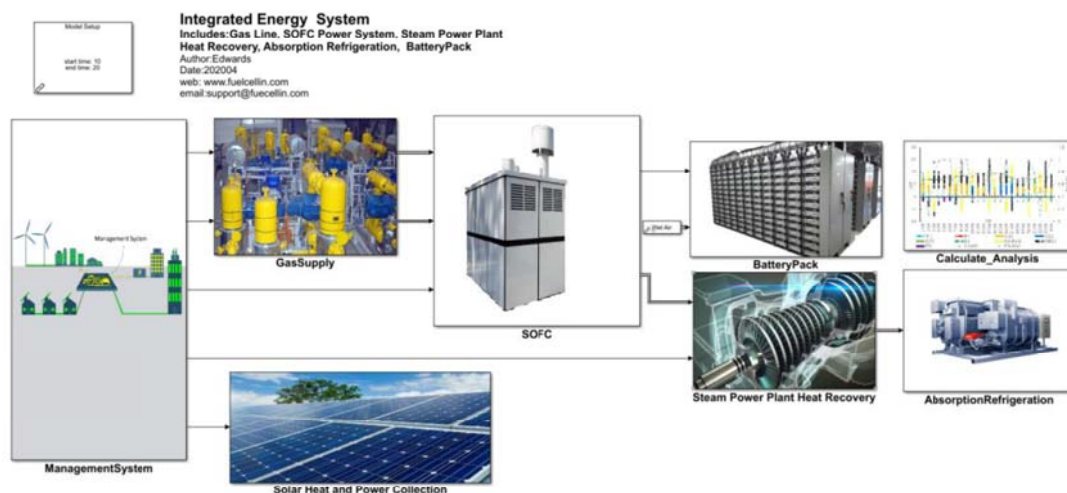 Model Setup
start time: 10
end time: 20
Integrated Energy System
Includes:Gas Line, SOFC Power System, Steam Power Plant
Heat Recovery, Absorption Refrigeration, BatteryPack
Author:Edwards
Date:202004
web: www.fuelcellin.com
email:support@fuecellin.com
Management System
GasSupply
SOFC
Hat Air
BatteryPack
Calculate_Analysis
Steam Power Plant Heat Recovery
AbsorptionRefrigeration
ManagementSystem
Solar Heat and Power Collection